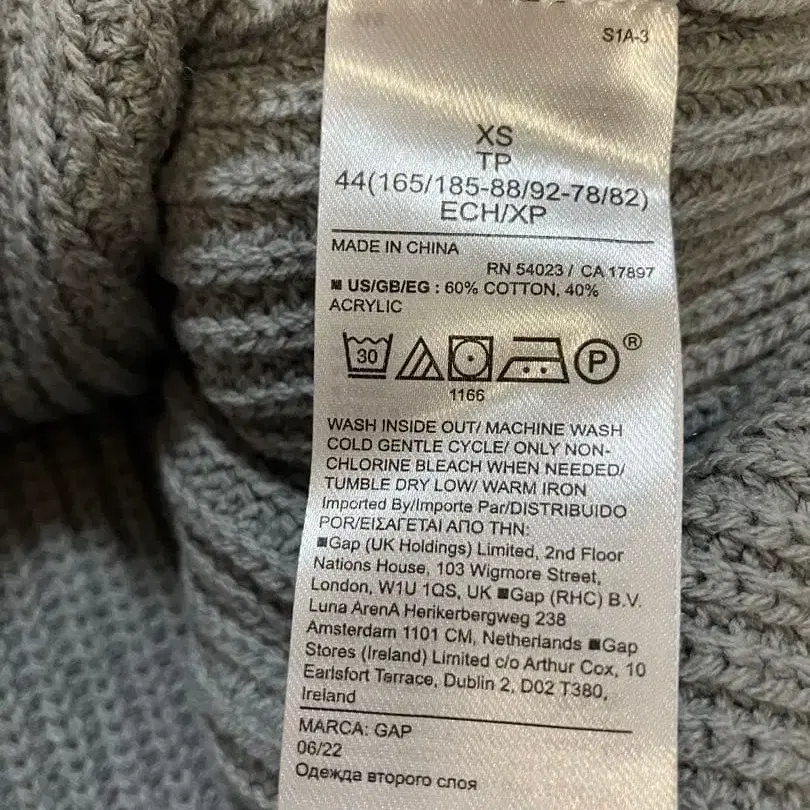 S1A-3
XS
TP
44(165/185-88/92-78/82)
ECH/XP
MADE IN CHINA
RN 54023 / CA 17897
US/GB/EG : 60% COTTON, 40%
ACRYLIC
30
P ®
1166
WASH INSIDE OUT/ MACHINE WASH
COLD GENTLE CYCLE/ ONLY NON-
CHLORINE BLEACH WHEN NEEDED/
TUMBLE DRY LOW/ WARM IRON
Imported By/Importe Par/DISTRIBUIDO
POR/ΕΙΣΑΓΕΤΑΙ ΑΠΟ ΤΗΝ:
Gap (UK Holdings) Limited, 2nd Floor
Nations House, 103 Wigmore Street,
London, W1U 1QS, UK Gap (RHC) B.V.
Luna ArenA Herikerbergweg 238
Amsterdam 1101 CM, Netherlands Gap
Stores (Ireland) Limited c/o Arthur Cox, 10
Earlsfort Terrace, Dublin 2, D02 T380,
Ireland
MARCA: GAP
06/22
Одежда второго слоя